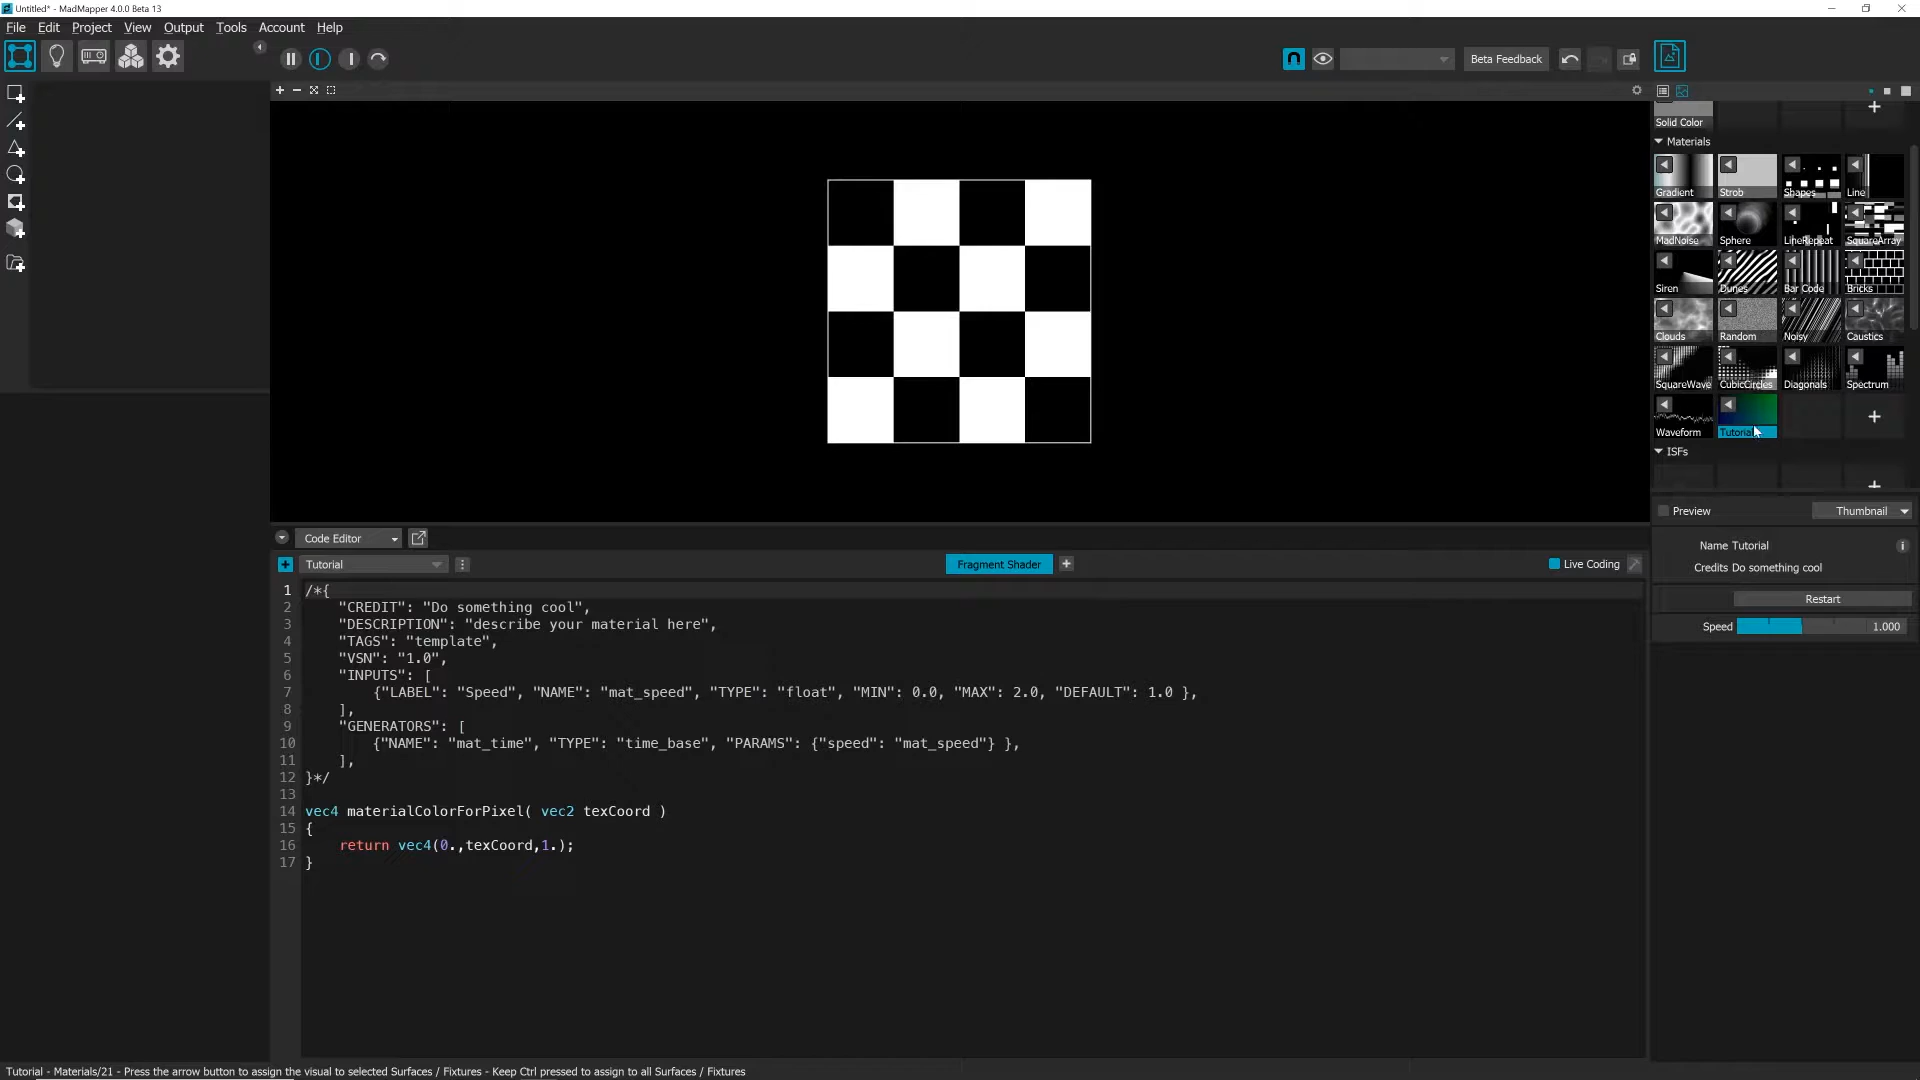 Untitled* - MadMapper 4.0.0 Beta 13
File Edit Project View Output Tools Account Help
Beta Feedback
Solid Color
Materials
Gradient Strob Shapes Line
MadNoise Sphere LineRepeat SquareArray
Siren Dunes Bar Code Bricks
Clouds Random Noisy Caustics
SquareWave CubicCircles Diagonals Spectrum
Waveform Tutorial
ISFs
Preview Thumbnail
Name Tutorial
Credits Do something cool
Restart
Speed 1.000
Code Editor
Tutorial Fragment Shader Live Coding
1 /*{
2 "CREDIT": "Do something cool",
3 "DESCRIPTION": "describe your material here",
4 "TAGS": "template",
5 "VSN": "1.0",
6 "INPUTS": [
7 {"LABEL": "Speed", "NAME": "mat_speed", "TYPE": "float", "MIN": 0.0, "MAX": 2.0, "DEFAULT": 1.0 },
8 ],
9 "GENERATORS": [
10 {"NAME": "mat_time", "TYPE": "time_base", "PARAMS": {"speed": "mat_speed"} },
11 ],
12 }*/
13
14 vec4 materialColorForPixel( vec2 texCoord )
15 {
16 return vec4(0.,texCoord,1.);
17 }
Tutorial - Materials/21 - Press the arrow button to assign the visual to selected Surfaces / Fixtures - Keep Ctrl pressed to assign to all Surfaces / Fixtures